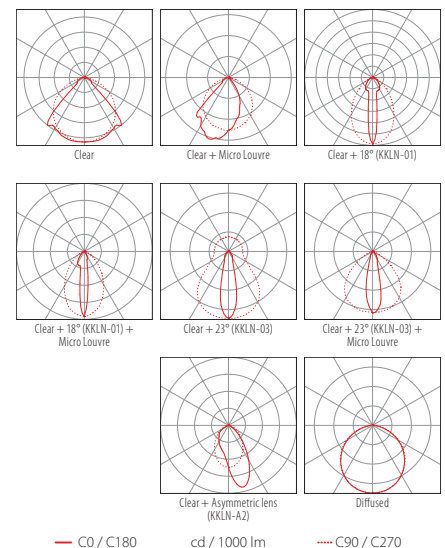 Clear
Clear + Micro Louvre
Clear + 18° (KKLN-01)
Clear + 18° (KKLN-01) +
Micro Louvre
Clear + 23° (KKLN-03)
Clear + 23° (KKLN-03) +
Micro Louvre
Clear + Asymmetric lens
(KKLN-A2)
Diffused
C0 / C180 cd / 1000 lm C90 / C270